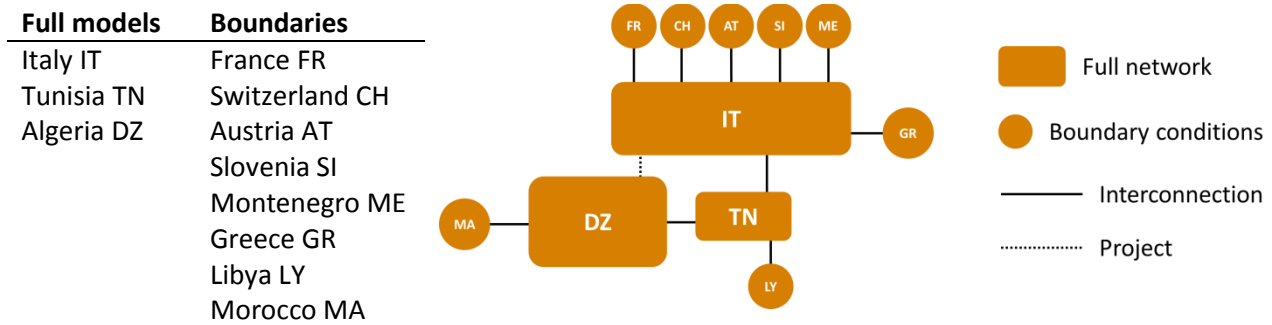 Full models Boundaries
Italy IT France FR
Tunisia TN Switzerland CH
Algeria DZ Austria AT
Slovenia SI
Montenegro ME
Greece GR
Libya LY
Morocco MA
FR CH AT SI ME
IT
GR
DZ
TN
MA
LY
Full network
Boundary conditions
Interconnection
Project